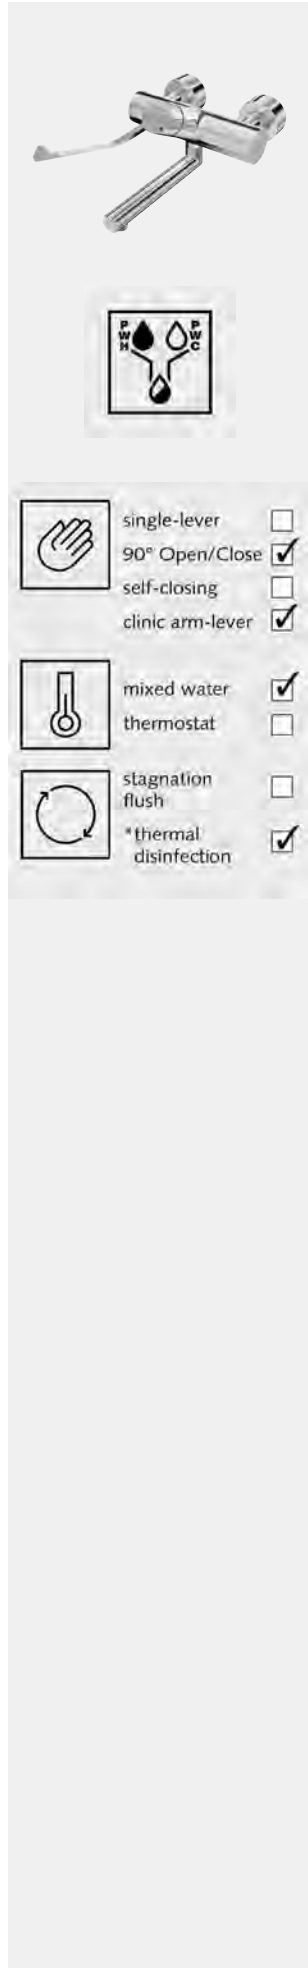 PWH PWC
single-lever
90° Open/Close
self-closing
clinic arm-lever
mixed water
thermostat
stagnation
flush
*thermal
disinfection